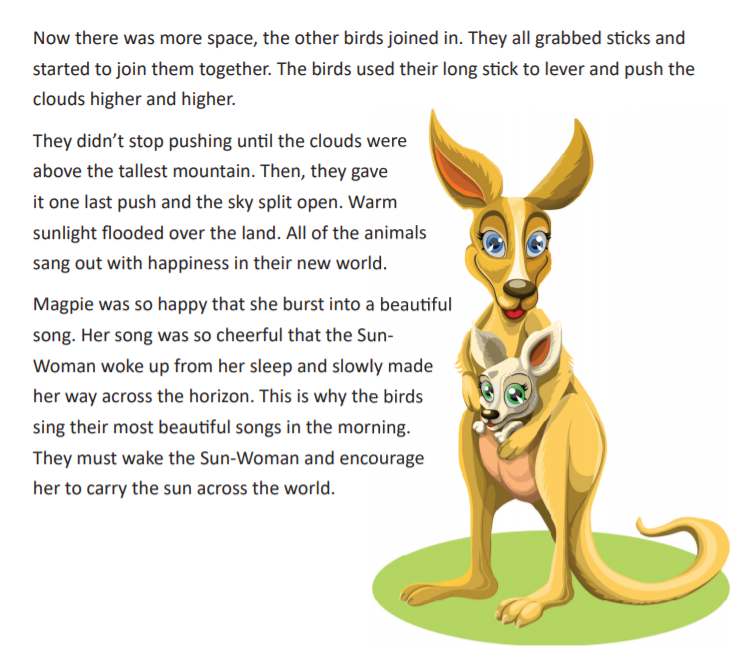 Now there was more space, the other birds joined in. They all grabbed sticks and
started to join them together. The birds used their long stick to lever and push the
clouds higher and higher.
They didn’t stop pushing until the clouds were
above the tallest mountain. Then, they gave
it one last push and the sky split open. Warm
sunlight flooded over the land. All of the animals
sang out with happiness in their new world.
Magpie was so happy that she burst into a beautiful
song. Her song was so cheerful that the Sun-
Woman woke up from her sleep and slowly made
her way across the horizon. This is why the birds
sing their most beautiful songs in the morning.
They must wake the Sun-Woman and encourage
her to carry the sun across the world.